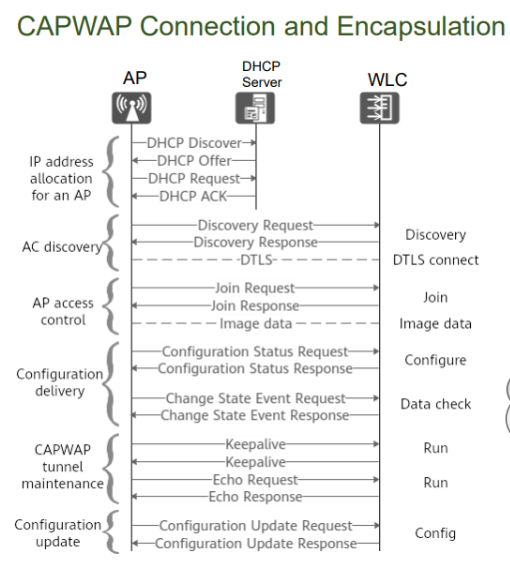 CAPWAP Connection and Encapsulation
AP
DHCP
Server
WLC
IP address
allocation
for an AP
DHCP Discover
DHCP Offer
DHCP Request
DHCP ACK
AC discovery
Discovery Request
Discovery Response
Discovery
DTLS
DTLS connect
AP access
control
Join Request
Join Response
Join
Image data
Image data
Configuration
delivery
Configuration Status Request
Configuration Status Response
Configure
Change State Event Request
Change State Event Response
Data check
CAPWAP
tunnel
maintenance
Keepalive
Keepalive
Run
Echo Request
Echo Response
Run
Configuration
update
Configuration Update Request
Configuration Update Response
Config